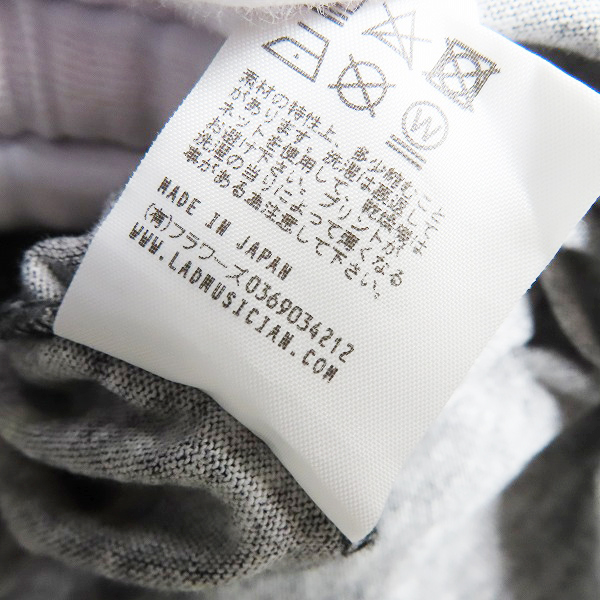 W
素材の特性上、多少縮むこと
があります。洗濯は裏返して
ネットを使用して、乾燥機は
お避け下さい。プリントが
洗濯の当りによって薄くなる
事がある為注意して下さい。
MADE IN JAPAN
(有)フラワーズ0369034212
WWW.LADMUSICIAN.COM